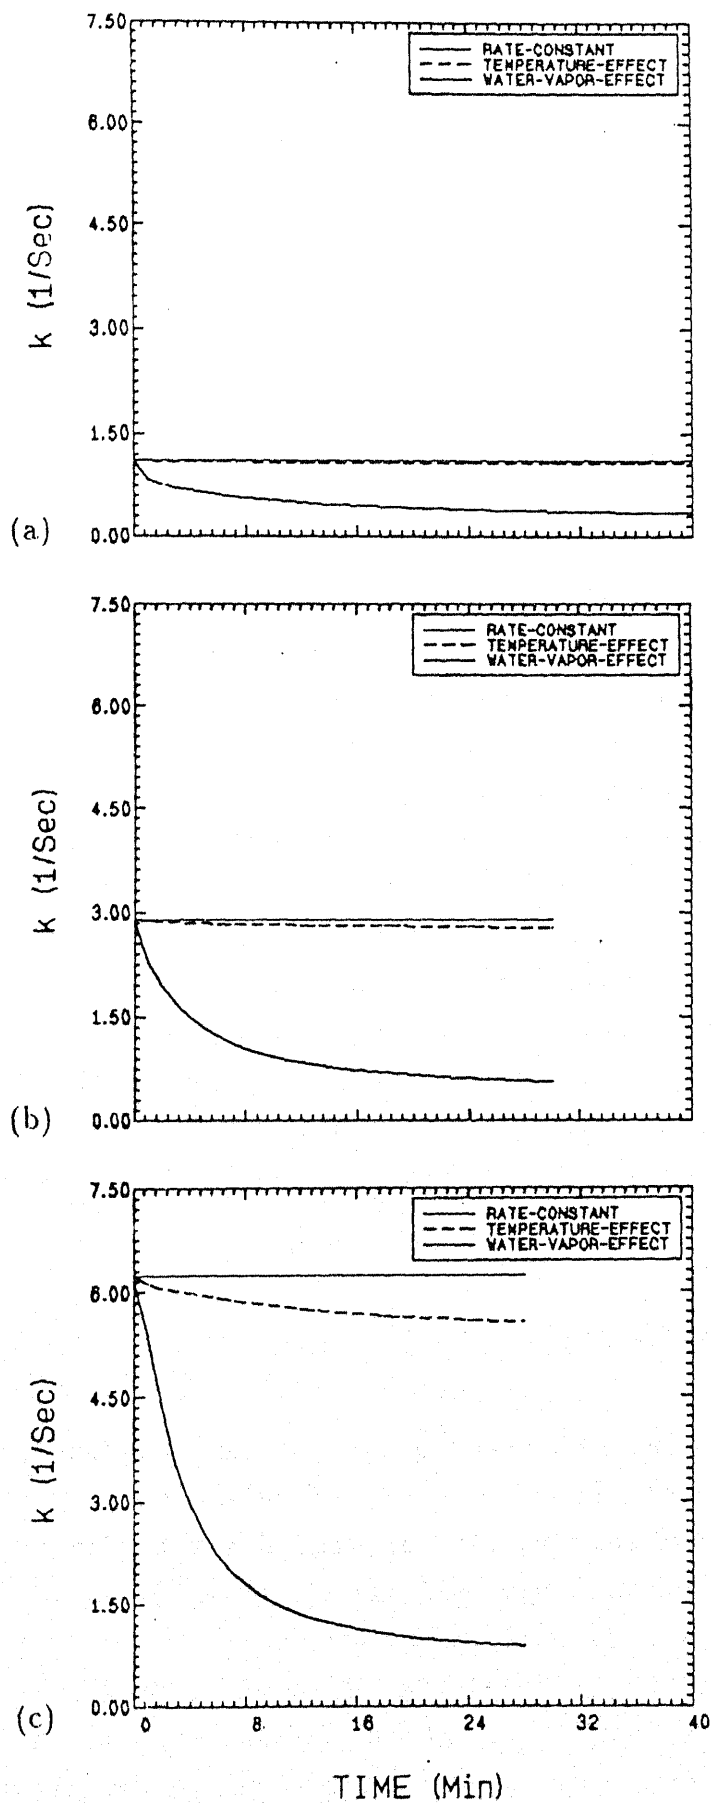 7.50
RATE-CONSTANT
TEMPERATURE-EFFECT
WATER-VAPOR-EFFECT
6.00
4.50
k (1/Sec)
3.00
1.50
0.00
(a)
7.50
RATE-CONSTANT
TEMPERATURE-EFFECT
WATER-VAPOR-EFFECT
6.00
4.50
k (1/Sec)
3.00
1.50
0.00
(b)
7.50
RATE-CONSTANT
TEMPERATURE-EFFECT
WATER-VAPOR-EFFECT
6.00
4.50
k (1/Sec)
3.00
1.50
0.00
(c)
0 8 16 24 32 40
TIME (Min)